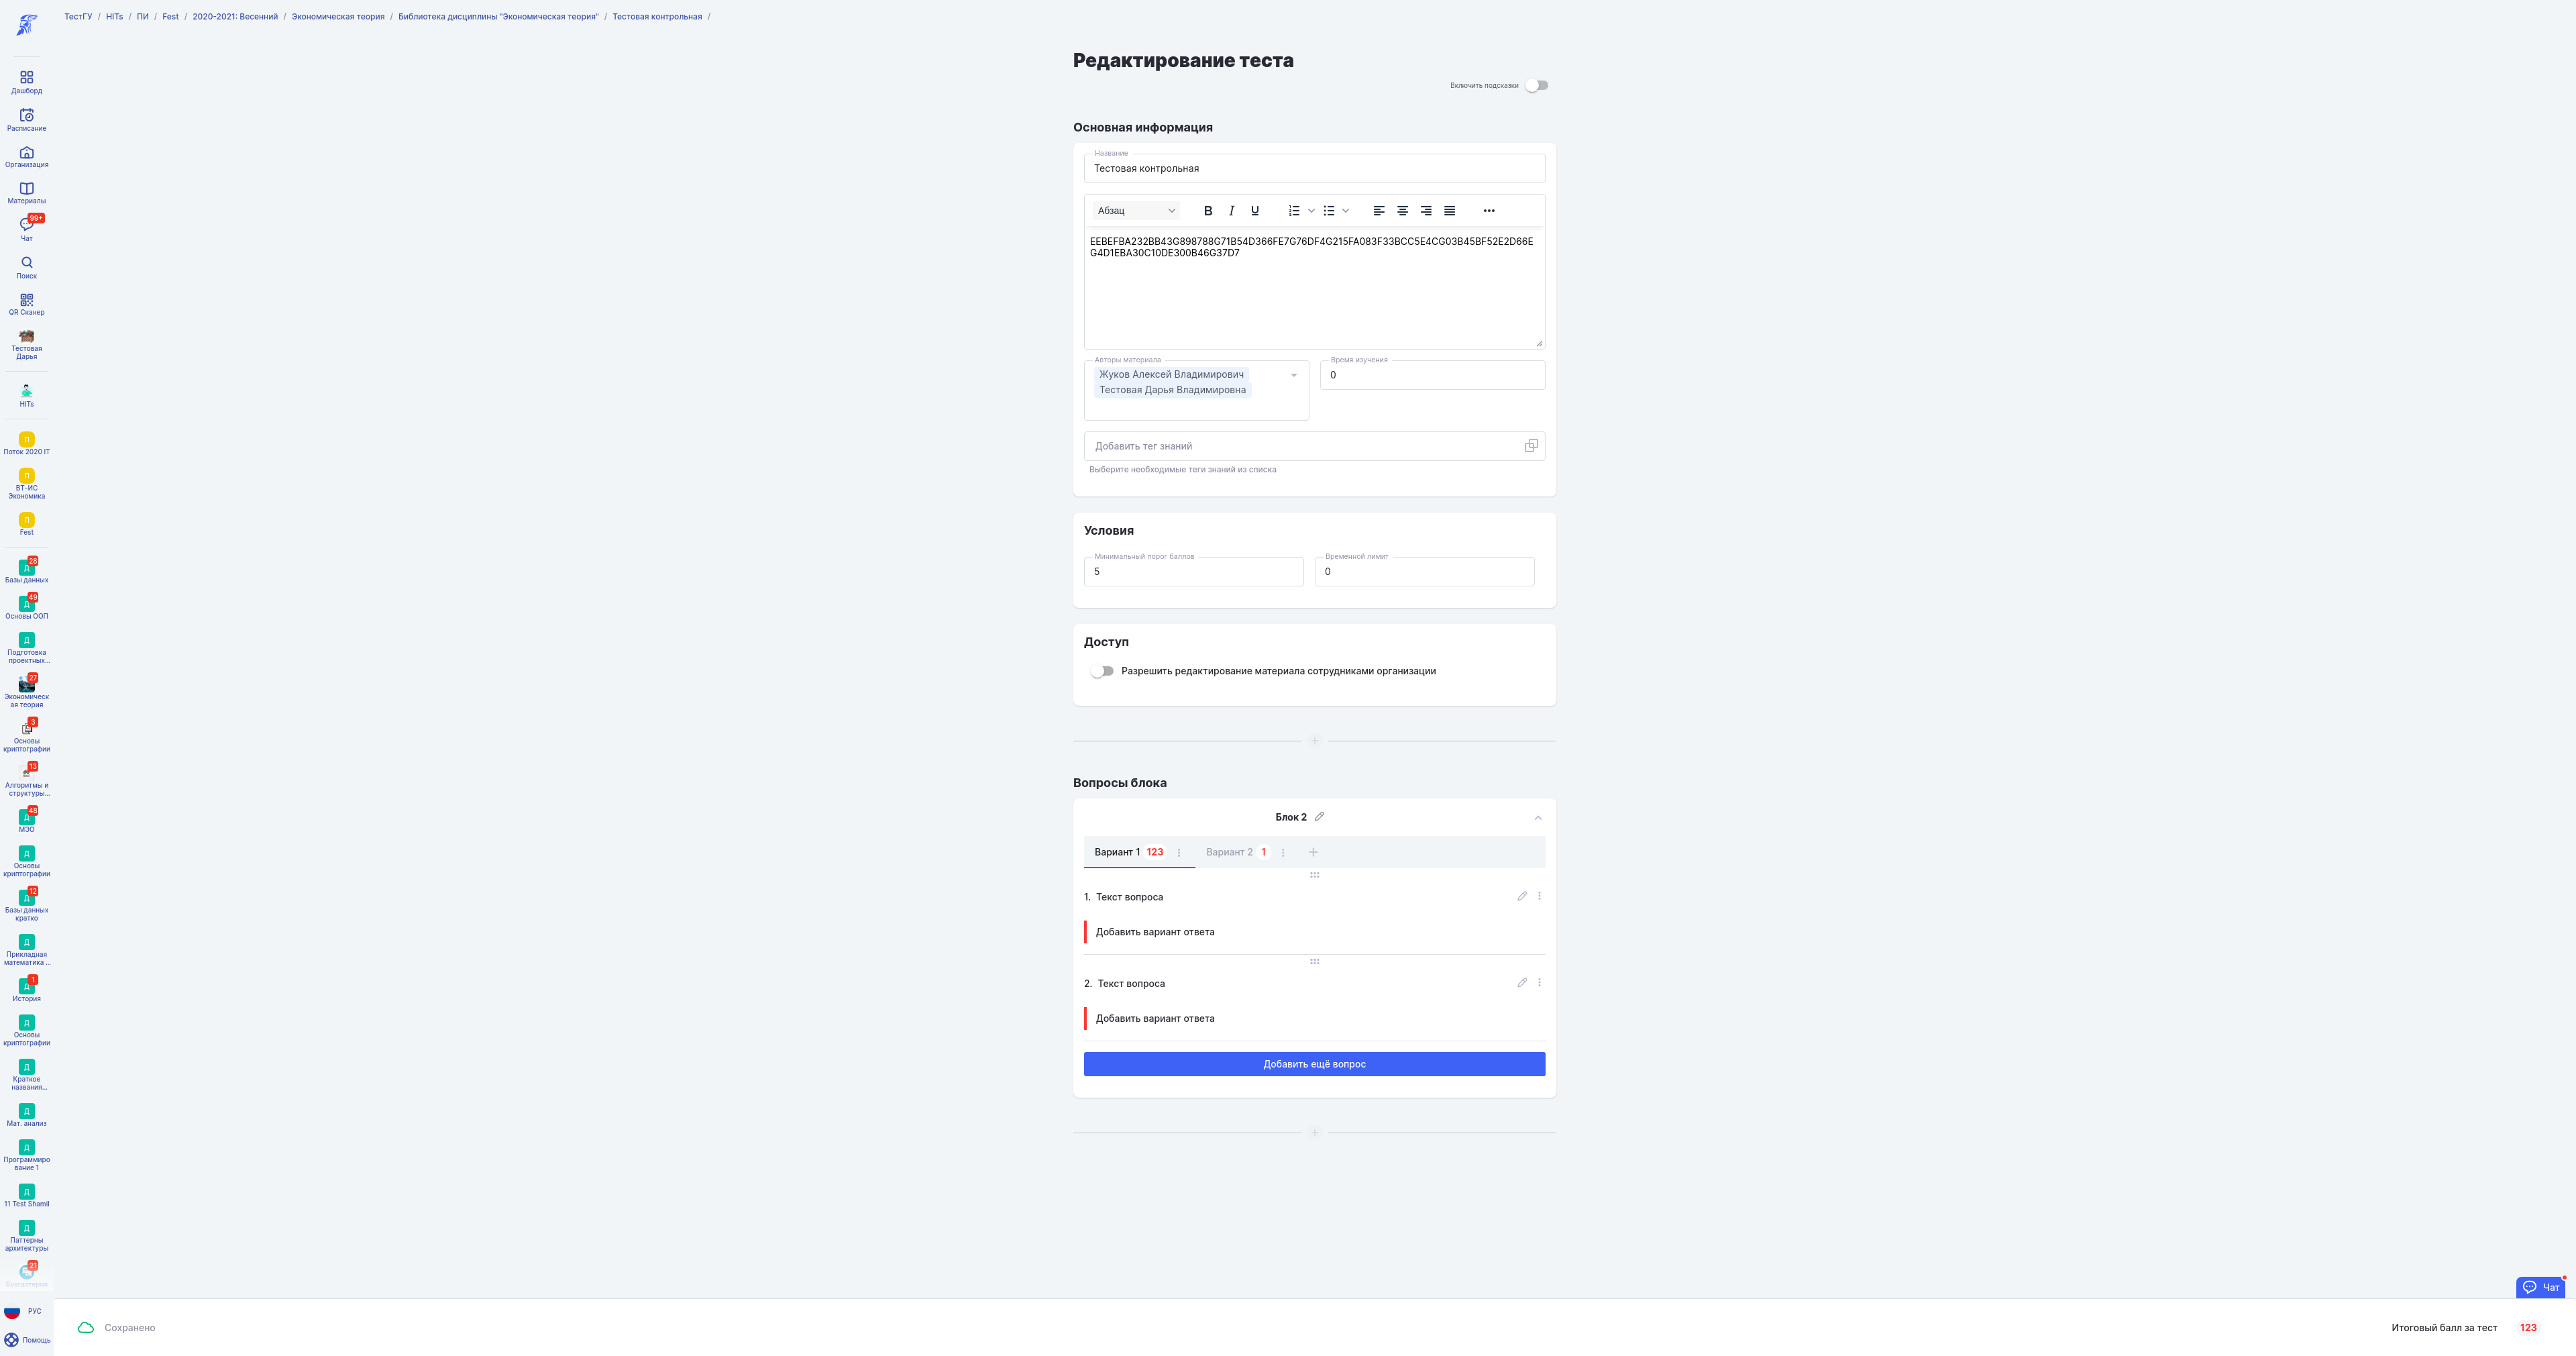 ТестГУ / HITs / ПИ / Fest / 2020-2021: Весенний / Экономическая теория / Библиотека дисциплины "Экономическая теория" / Тестовая контрольная /
Дашборд
Расписание
Организация
Материалы
99+
Чат
Поиск
QR Сканер
Тестовая
Дарья
HITs
П
Поток 2020 IT
П
ВТ-ИС
Экономика
П
Fest
28
Д
Базы данных
49
Д
Основы ООП
Д
Подготовка
проектных...
27
Экономическ
ая теория
3
Основы
криптографии
13
Алгоритмы и
структуры...
48
Д
МЭО
Д
Основы
криптографии
12
Д
Базы данных
кратко
Д
Прикладная
математика ...
1
Д
История
Д
Основы
криптографии
Д
Краткое
названия...
Д
Мат. анализ
Д
Программиро
вание 1
Д
11 Test Shamil
Д
Паттерны
архитектуры
21
Бухгалтерия
РУС
Помощь
Редактирование теста
Включить подсказки
Основная информация
Название
Тестовая контрольная
Абзац
EEBEFBA232BB43G898788G71B54D366FE7G76DF4G215FA083F33BCC5E4CG03B45BF52E2D66E
G4D1EBA30C10DE300B46G37D7
Авторы материала
Жуков Алексей Владимирович
Тестовая Дарья Владимировна
Время изучения
0
Добавить тег знаний
Выберите необходимые теги знаний из списка
Условия
Минимальный порог баллов
5
Временной лимит
0
Доступ
Разрешить редактирование материала сотрудниками организации
Вопросы блока
Блок 2
Вариант 1 123 Вариант 2 1
1. Текст вопроса
Добавить вариант ответа
2. Текст вопроса
Добавить вариант ответа
Добавить ещё вопрос
Чат
Сохранено
Итоговый балл за тест 123